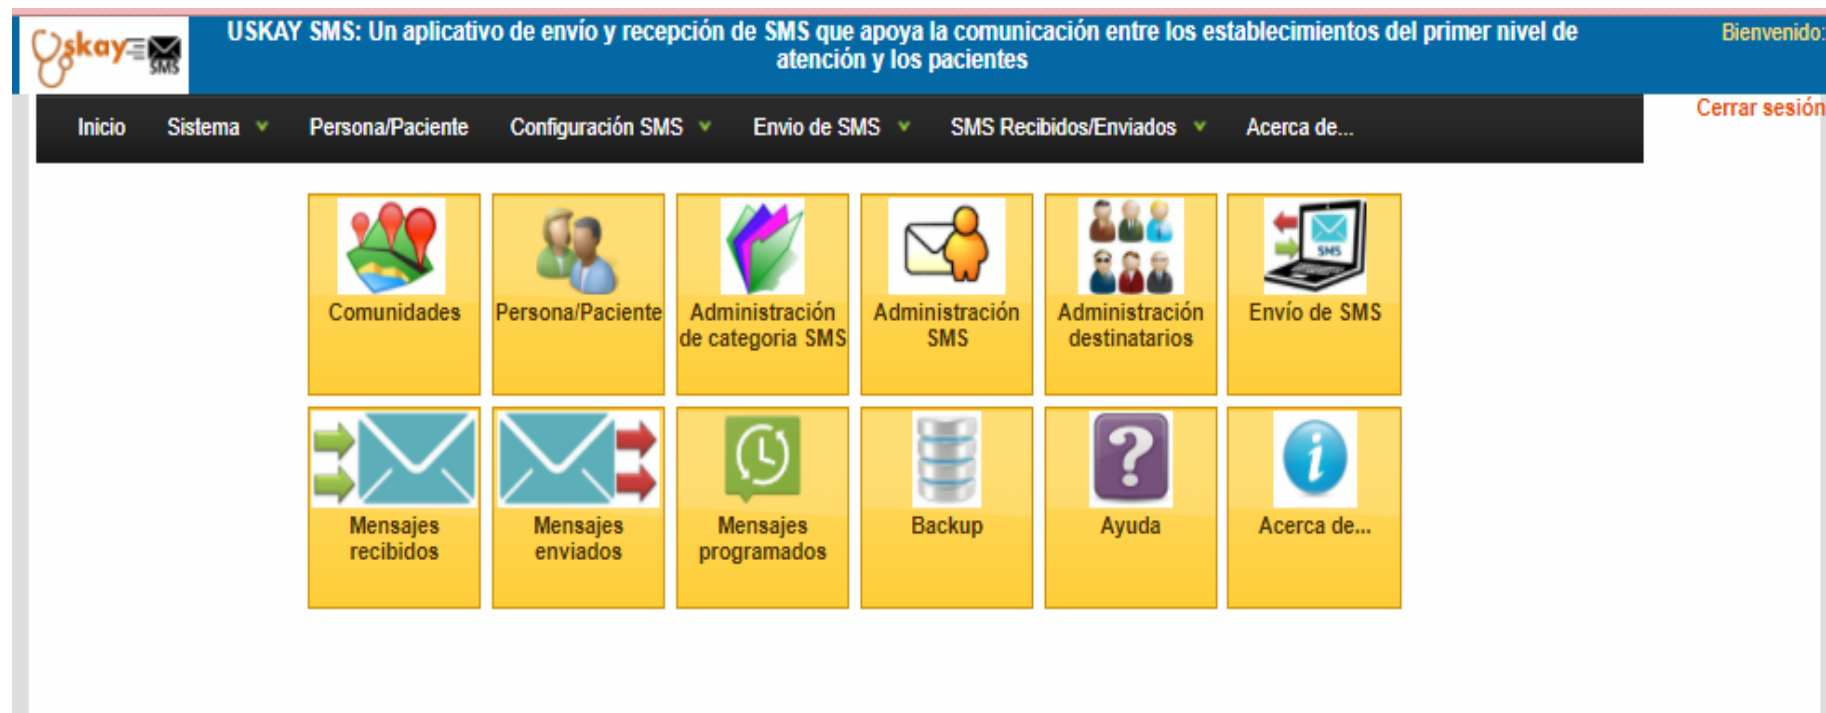 Uskay
SMS
USKAY SMS: Un aplicativo de envío y recepción de SMS que apoya la comunicación entre los establecimientos del primer nivel de
atención y los pacientes
Bienvenido:
Cerrar sesión
Inicio Sistema Persona/Paciente Configuración SMS Envio de SMS SMS Recibidos/Enviados Acerca de...
SMS
Comunidades
Persona/Paciente
Administración
de categoria SMS
Administración
SMS
Administración
destinatarios
Envío de SMS
Mensajes
recibidos
Mensajes
enviados
Mensajes
programados
Backup
?
Ayuda
i
Acerca de...